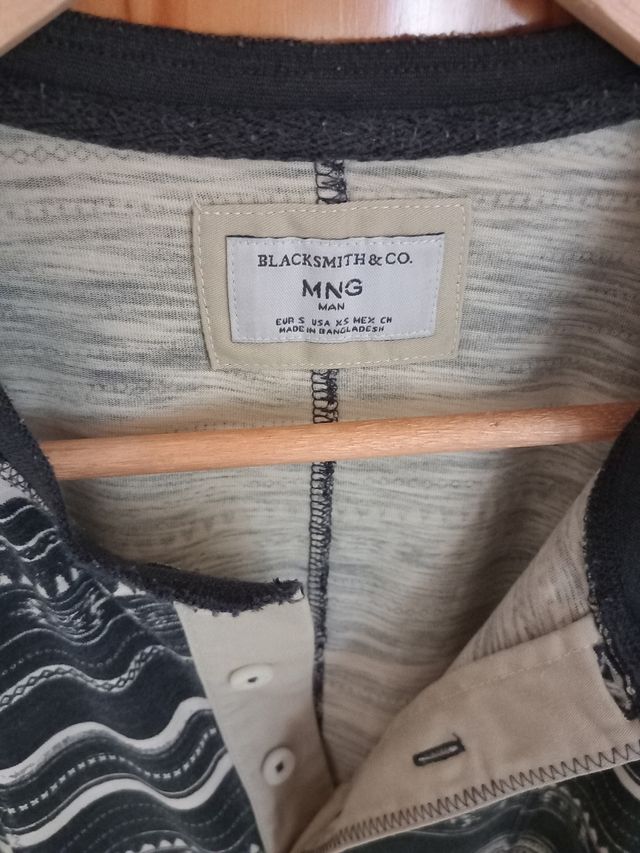 BLACKSMITH & CO.
MNG
MAN
EUR S USA XS MEX CH
MADE IN BANGLADESH